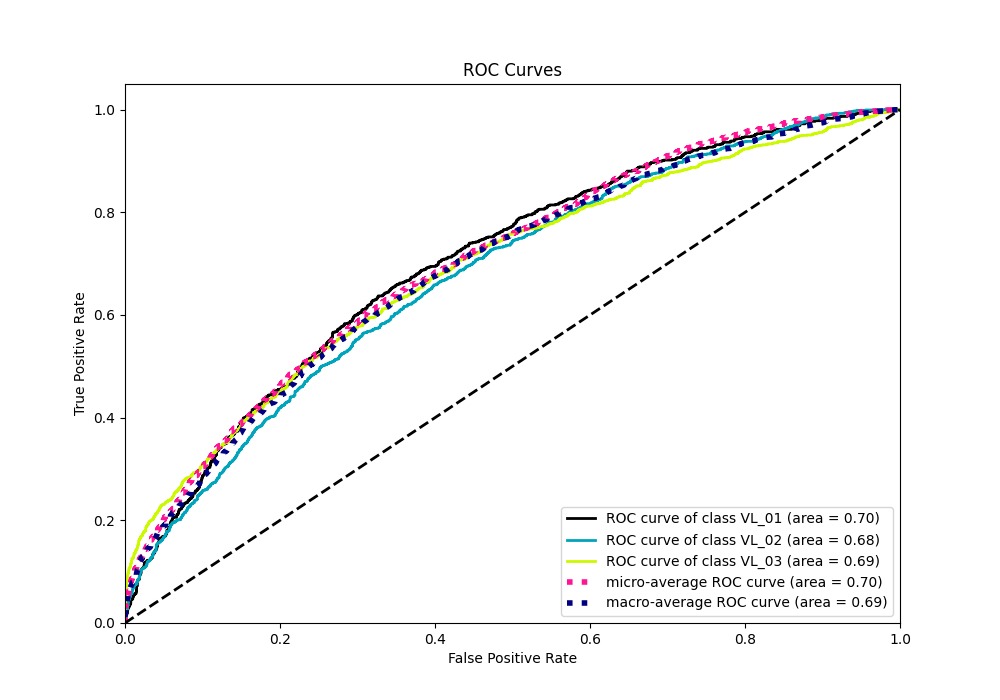 ROC Curves
True Positive Rate
1.0
0.8
0.6
0.4
0.2
0.0
ROC curve of class VL_01 (area = 0.70)
ROC curve of class VL_02 (area = 0.68)
ROC curve of class VL_03 (area = 0.69)
micro-average ROC curve (area = 0.70)
macro-average ROC curve (area = 0.69)
0.0 0.2 0.4 0.6 0.8 1.0
False Positive Rate